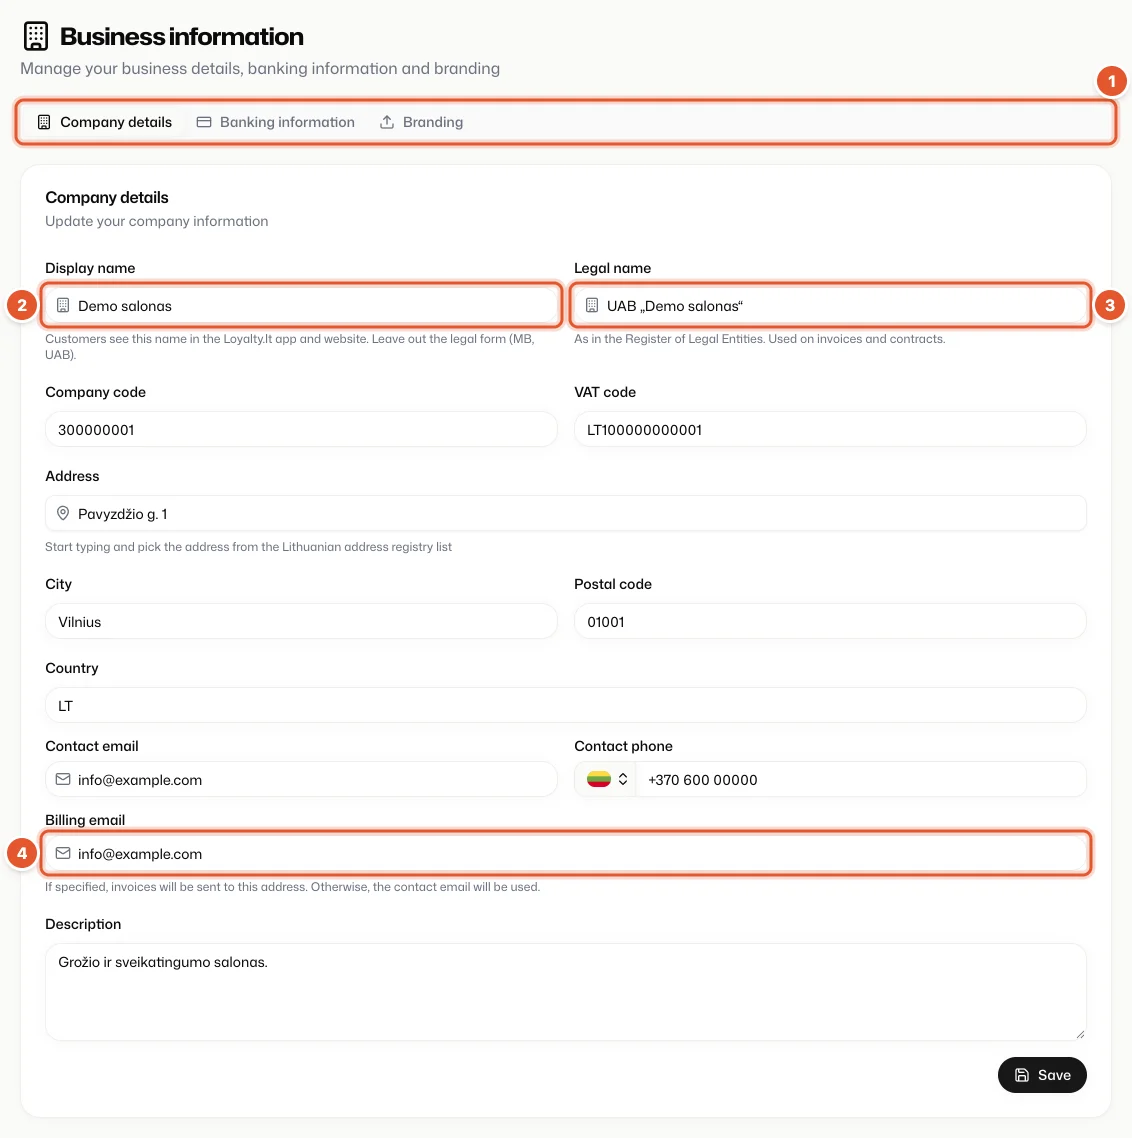 Business information
Manage your business details, banking information and branding
1
Company details
Banking information
Branding
Company details
Update your company information
Display name
Legal name
2
Demo salonas
UAB „Demo salonas“
3
Customers see this name in the Loyalty.lt app and website. Leave out the legal form (MB,
UAB).
As in the Register of Legal Entities. Used on invoices and contracts.
Company code
VAT code
300000001
LT100000000001
Address
Pavyzdžio g. 1
Start typing and pick the address from the Lithuanian address registry list
City
Postal code
Vilnius
01001
Country
LT
Contact email
Contact phone
info@example.com
+370 600 00000
Billing email
4
info@example.com
If specified, invoices will be sent to this address. Otherwise, the contact email will be used.
Description
Grožio ir sveikatingumo salonas.
Save